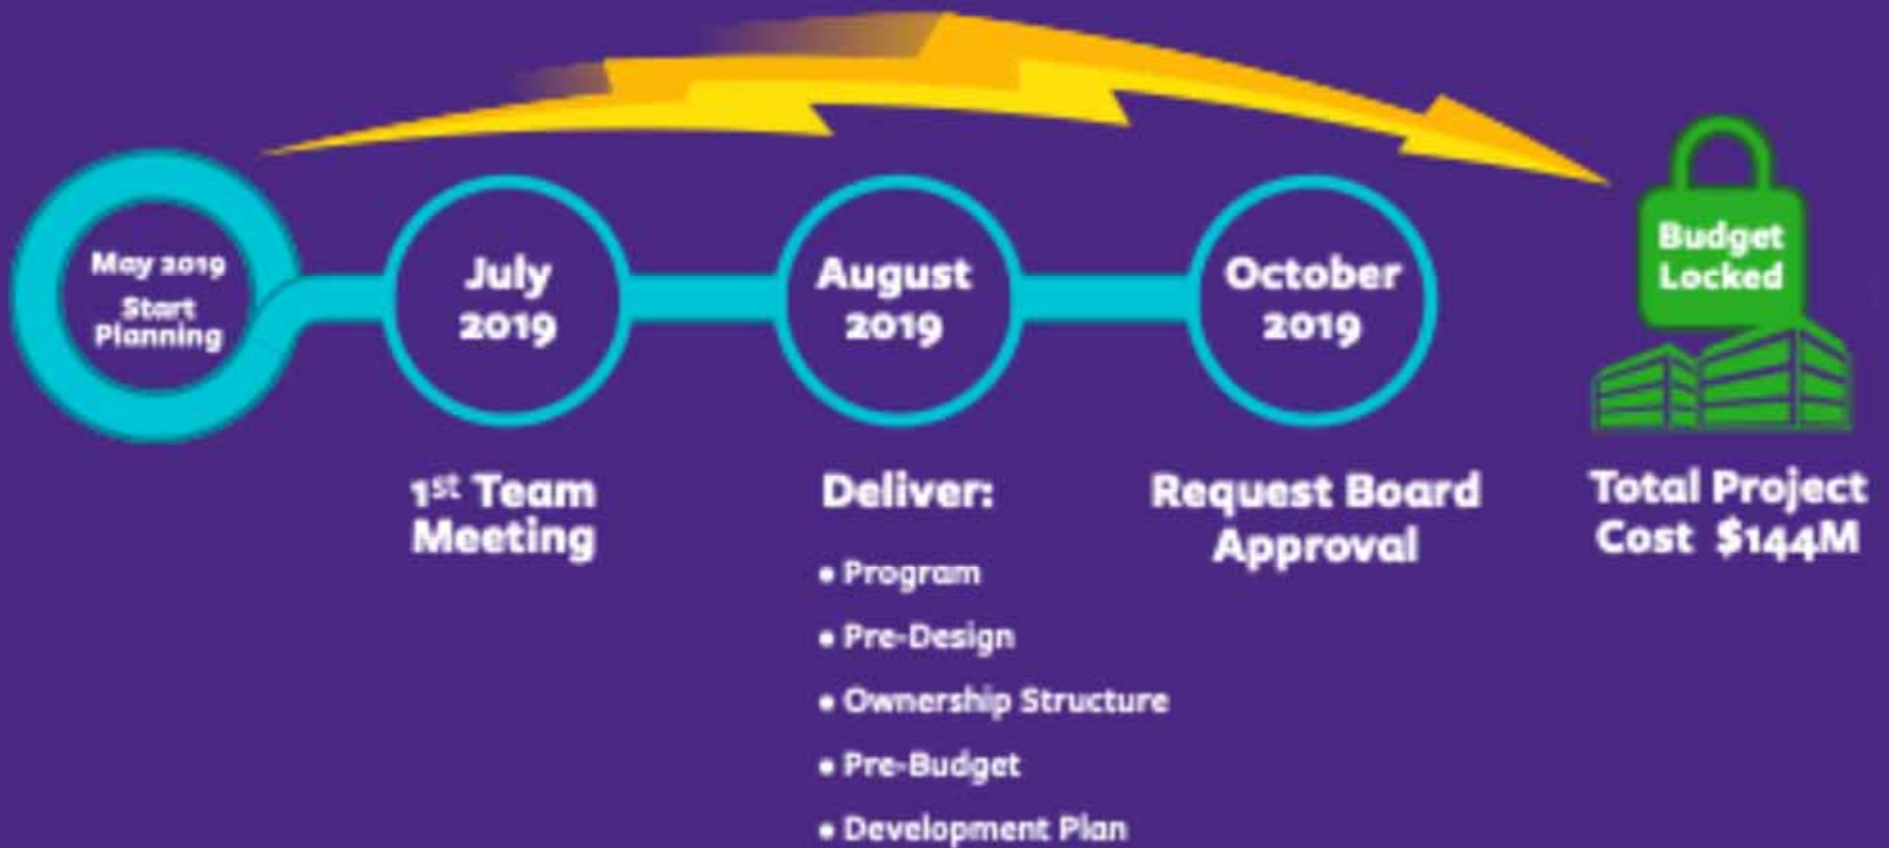 May 2019
Start
Planning
July
2019
1st Team
Meeting
August
2019
Deliver:
• Program
• Pre-Design
• Ownership Structure
• Pre-Budget
• Development Plan
October
2019
Request Board
Approval
Budget
Locked
Total Project
Cost $144M